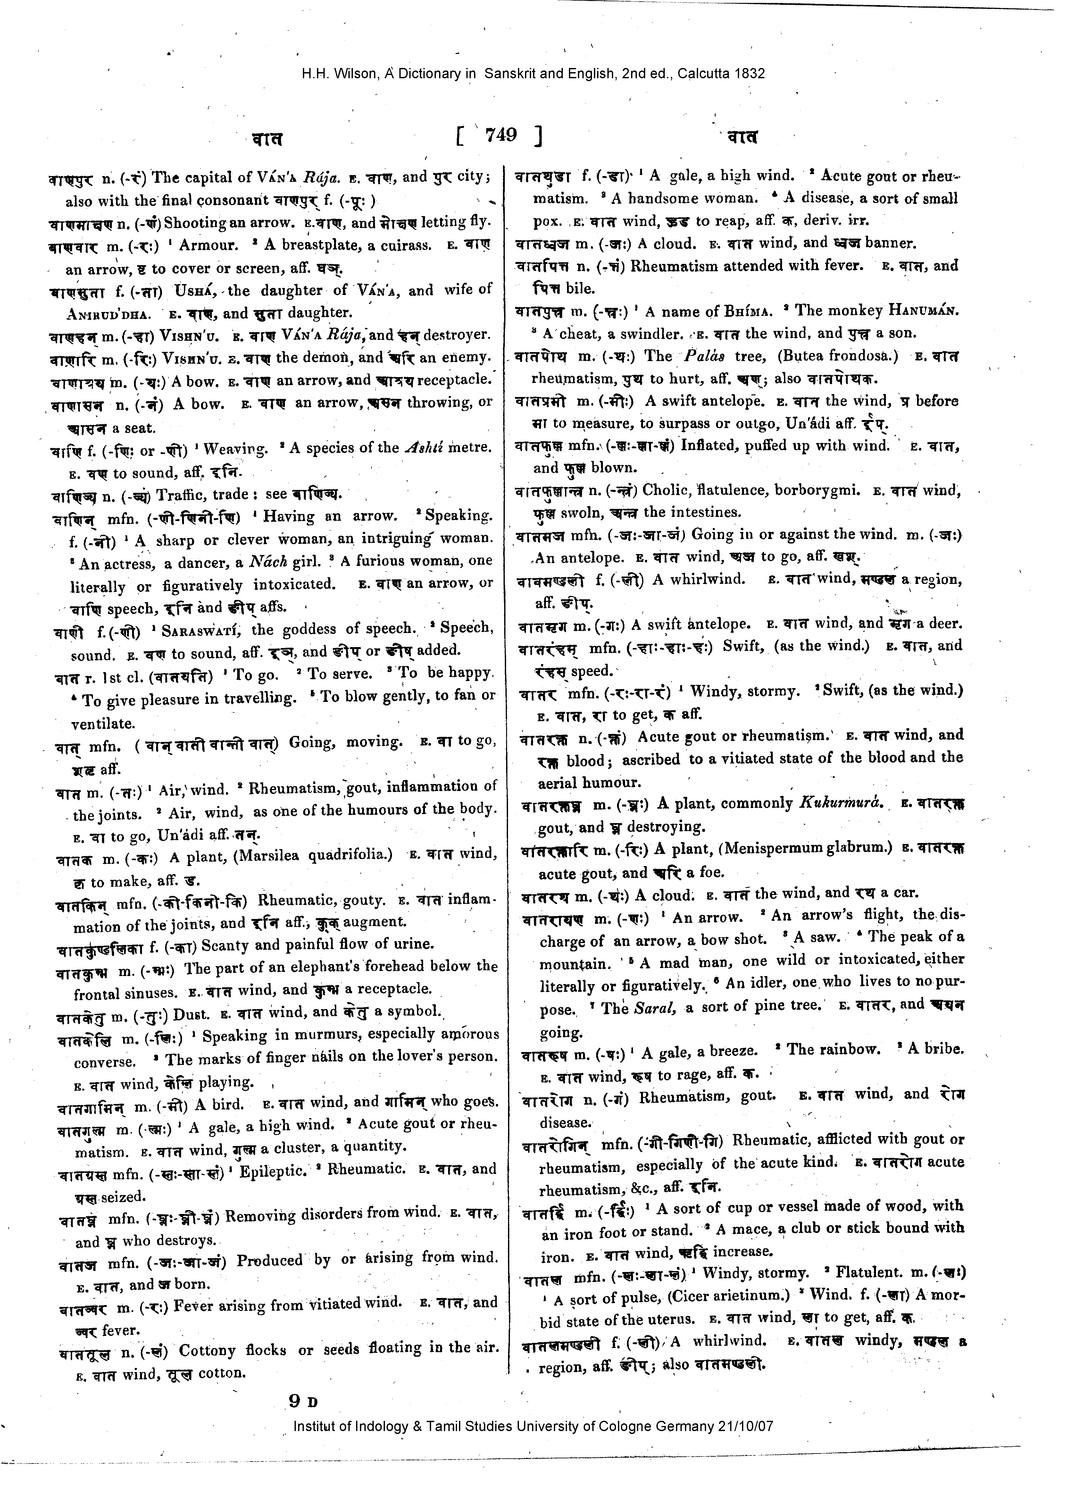 H.H. Wilson, A Dictionary in Sanskrit and English, 2nd ed., Calcutta 1832
वात [ 749 ] वात
वाणपुर n. (-रं) The capital of VÁN'A Rája. E. वाण, and पुर city;
also with the final consonant वाणपुर् f. (-पूः)
वाणमोचण n. (-णं) Shooting an arrow. E. वाण, and मोचण letting fly.
बाणवार m. (-रः) ¹ Armour. ² A breastplate, a cuirass. E. वाण
an arrow, वृ to cover or screen, aff. घञ्.
बाणसुता f. (-ता) USHÁ, the daughter of VÁN'A, and wife of
ANIRUD'DHA. E. वाण, and सुता daughter.
वाणहन् m. (-हा) VISHN'U. E. वाण VÁN'A Rája, and हन् destroyer.
वाणारि m. (-रिः) VISHN'U. E. वाण the demon, and अरि an enemy.
वाणाश्रय m. (-यः) A bow. E. वाण an arrow, and आश्रय receptacle.
वाणासन n. (-नं) A bow. E. वाण an arrow, असन throwing, or
आसन a seat.
वाणि f. (-णिः or -णी) ¹ Weaving. ² A species of the Ashtí metre.
E. वण to sound, aff. इनि.
वाणिज्य n. (-ज्यं) Traffic, trade : see बाणिज्य.
वाणिन् mfn. (-णी-णिनी-णि) ¹ Having an arrow. ² Speaking.
f. (-नी) ¹ A sharp or clever woman, an intriguing woman.
² An actress, a dancer, a Nách girl. ³ A furious woman, one
literally or figuratively intoxicated. E. वाण an arrow, or
वाणि speech, इनि and ङीप् affs.
वाणी f. (-णी) ¹ SARASWATÍ, the goddess of speech. ² Speech,
sound. E. वण to sound, aff. इञ्, and ङीप् or ङीष् added.
वात r. 1st cl. (वातयति) ¹ To go. ² To serve. ³ To be happy.
⁴ To give pleasure in travelling. ⁵ To blow gently, to fan or
ventilate.
वात् mfn. (वान् वाती वान्ती वात्) Going, moving. E. वा to go,
शतृ aff.
वात m. (-तः) ¹ Air, wind. ² Rheumatism, gout, inflammation of
the joints. ³ Air, wind, as one of the humours of the body.
E. वा to go, Un'ádi aff. तन्.
वातक m. (-कः) A plant, (Marsilea quadrifolia.) E. वात wind,
कृ to make, aff. ड.
वातकिन् mfn. (-की-किनी-कि) Rheumatic, gouty. E. वात inflam-
mation of the joints, and इनि aff., कुक् augment.
वातकुण्डलिका f. (-का) Scanty and painful flow of urine.
वातकुम्भ m. (-म्भः) The part of an elephant's forehead below the
frontal sinuses. E. वात wind, and कुम्भ a receptacle.
वातकेतु m. (-तुः) Dust. E. वात wind, and केतु a symbol.
वातकेलि m. (-लिः) ¹ Speaking in murmurs, especially amorous
converse. ² The marks of finger nails on the lover's person.
E. वात wind, केलि playing.
वातगामिन् m. (-मी) A bird. E. वात wind, and गामिन् who goes.
वातगुल्म m. (-ल्मः) ¹ A gale, a high wind. ² Acute gout or rheu-
matism. E. वात wind, गुल्म a cluster, a quantity.
वातग्रस्त mfn. (-स्तः-स्ता-स्तं) ¹ Epileptic. ² Rheumatic. E. वात, and
ग्रस्त seized.
वातघ्न mfn. (-घ्नः-घ्नी-घ्नं) Removing disorders from wind. E. वात,
and घ्न who destroys.
वातज mfn. (-जः-जा-जं) Produced by or arising from wind.
E. वात, and ज born.
वातज्वर m. (-रः) Fever arising from vitiated wind. E. वात, and
ज्वर fever.
वाततूल n. (-लं) Cottony flocks or seeds floating in the air.
E. वात wind, तूल cotton.
9 D
वातथुडा f. (-डा) ¹ A gale, a high wind. ² Acute gout or rheu-
matism. ³ A handsome woman. ⁴ A disease, a sort of small
pox. E. वात wind, to reap, aff. क, deriv. irr.
वातध्वज m. (-जः) A cloud. E. वात wind, and ध्वज banner.
वातपित्त n. (-त्तं) Rheumatism attended with fever. E. वात, and
पित्त bile.
वातपुत्त्र m. (-त्त्रः) ¹ A name of BHÍMA. ² The monkey HANUMÁN.
³ A cheat, a swindler. E. वात the wind, and पुत्त्र a son.
वातपोथ m. (-थः) The Palás tree, (Butea frondosa.) E. वात
rheumatism, पुथ to hurt, aff. अण्; also वातपोथक.
वातप्रमी m. (-मीः) A swift antelope. E. वात the wind, प्र before
मा to measure, to surpass or outgo, Un'ádi aff. ईप्.
वातफुल्ल mfn. (-ल्लः-ल्ला-ल्लं) Inflated, puffed up with wind. E. वात,
and फुल्ल blown.
वातफुल्लान्त्र n. (-न्त्रं) Cholic, flatulence, borborygmi. E. वात wind,
फुल्ल swoln, अन्त्र the intestines.
वातमज mfn. (-जः-जा-जं) Going in or against the wind. m. (-जः)
An antelope. E. वात wind, अज to go, aff. खश्.
वावमण्डली f. (-ली) A whirlwind. E. वात wind, मण्डल a region,
aff. ङीप्.
वातमृग m. (-गः) A swift antelope. E. वात wind, and मृग a deer.
वातरंहस् mfn. (-हाः-हाः-हः) Swift, (as the wind.) E. वात, and
रंहस् speed.
वातर mfn. (-रः-रा-रं) ¹ Windy, stormy. ² Swift, (as the wind.)
E. वात, रा to get, क aff.
वातरक्त n. (-क्तं) Acute gout or rheumatism. E. वात wind, and
रक्त blood; ascribed to a vitiated state of the blood and the
aerial humour.
वातरक्तघ्न m. (-घ्नः) A plant, commonly Kukurmurá. E. वातरक्त
gout, and घ्न destroying.
वातरक्तारि m. (-रिः) A plant, (Menispermum glabrum.) E. वातरक्त
acute gout, and अरि a foe.
वातरथ m. (-थः) A cloud. E. वात the wind, and रथ a car.
वातरायण m. (-णः) ¹ An arrow. ² An arrow's flight, the dis-
charge of an arrow, a bow shot. ³ A saw. ⁴ The peak of a
mountain. ⁵ A mad man, one wild or intoxicated, either
literally or figuratively. ⁶ An idler, one who lives to no pur-
pose. ⁷ The Saral, a sort of pine tree. E. वातर, and अयन
going.
वातरूष m. (-षः) ¹ A gale, a breeze. ² The rainbow. ³ A bribe.
E. वात wind, रूष to rage, aff. क.
वातरोग n. (-गं) Rheumatism, gout. E. वात wind, and रोग
disease.
वातरोगिन् mfn. (-गी-गिणी-गि) Rheumatic, afflicted with gout or
rheumatism, especially of the acute kind. E. वातरोग acute
rheumatism, &c., aff. इनि.
वातर्द्धि m. (-र्द्धिः) ¹ A sort of cup or vessel made of wood, with
an iron foot or stand. ² A mace, a club or stick bound with
iron. E. वात wind, ऋद्धि increase.
वातल mfn. (-लः-ला-लं) ¹ Windy, stormy. ² Flatulent. m. (-लः)
¹ A sort of pulse, (Cicer arietinum.) ² Wind. f. (-ला) A mor-
bid state of the uterus. E. वात wind, ला to get, aff. क.
वातलमण्डली f. (-ली) A whirlwind. E. वातल windy, मण्डल a
region, aff. ङीप्; also वातमण्डली.
Institut of Indology & Tamil Studies University of Cologne Germany 21/10/07